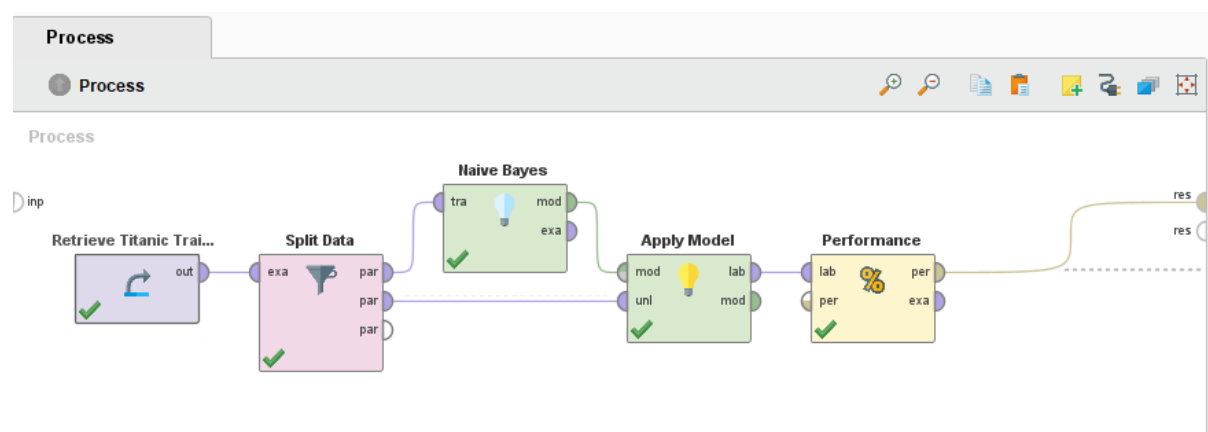 Process
Process
Process
inp
Retrieve Titanic Trai...
out
Split Data
exa
par
par
par
Naive Bayes
tra
mod
exa
Apply Model
mod
lab
unl
mod
Performance
%
lab
per
per
exa
res
res